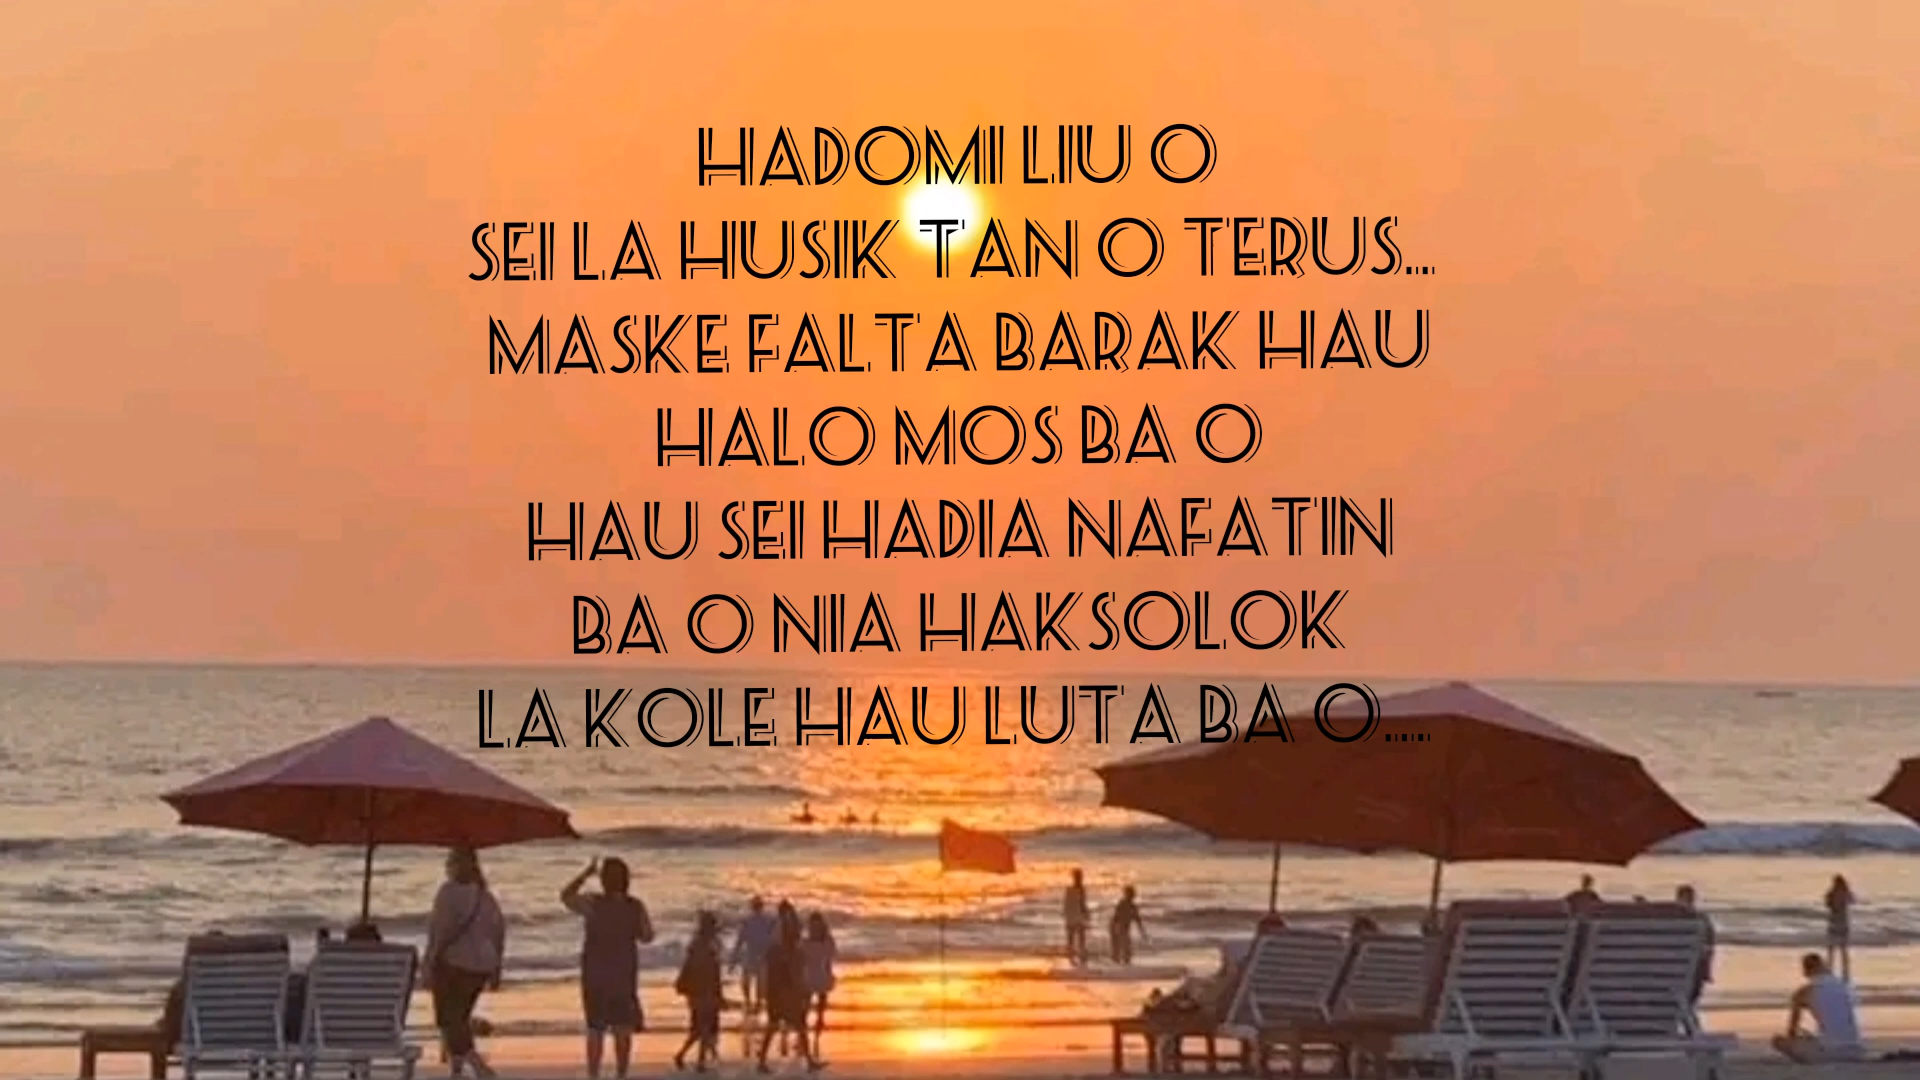 HADOMI LIU O
SEI LA HUSIK TAN O TERUS...
MASKE FALTA BARAK HAU
HALO MOS BA O
HAU SEI HADIA NAFATIN
BA O NIA HAKSOLOK
LA KOLE HAU LUTA BA O.....